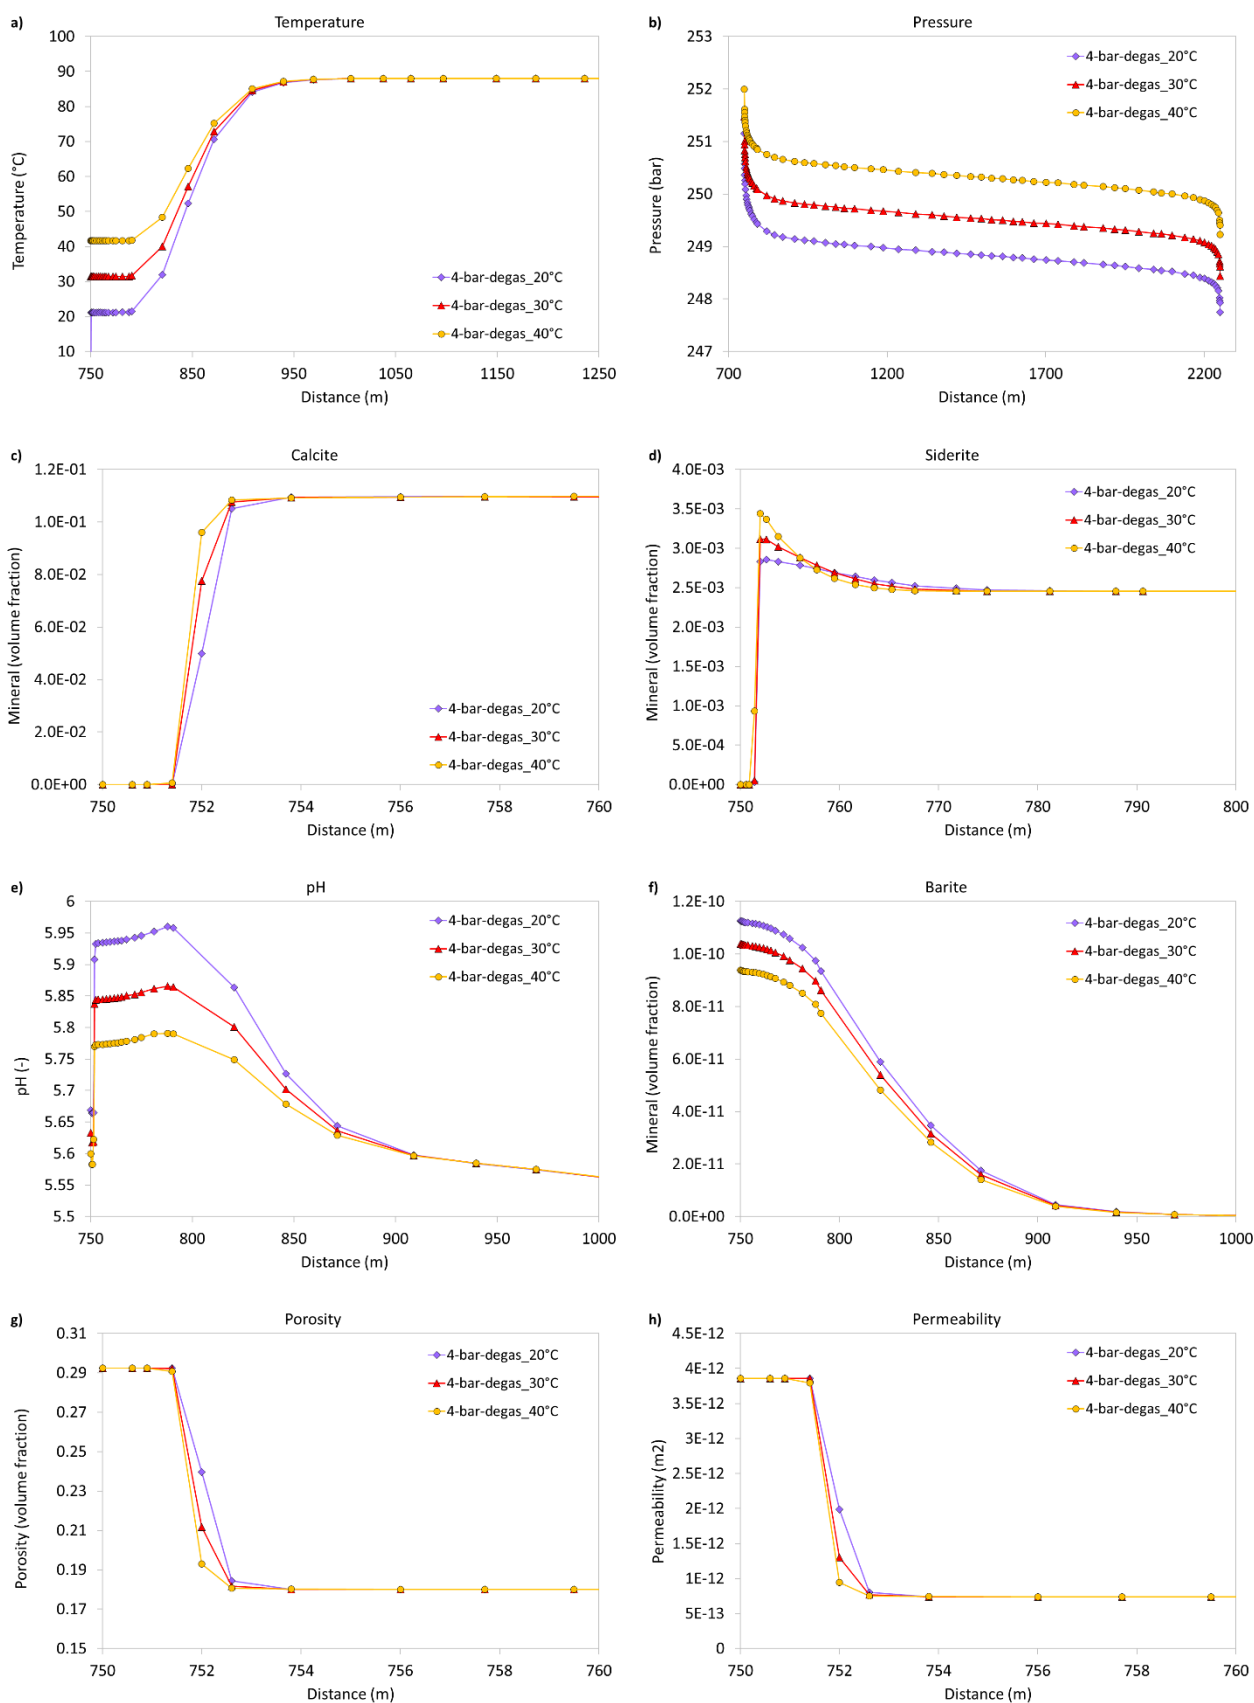 a)
Temperature
100
90
80
70
60
50
40
30
20
10
750
850
950
1050
1150
1250
Temperature (°C)
Distance (m)
4-bar-degas_20°C
4-bar-degas_30°C
4-bar-degas_40°C
b)
Pressure
253
252
251
250
249
248
247
700
1200
1700
2200
Pressure (bar)
Distance (m)
4-bar-degas_20°C
4-bar-degas_30°C
4-bar-degas_40°C
c)
Calcite
1.2E-01
1.0E-01
8.0E-02
6.0E-02
4.0E-02
2.0E-02
0.0E+00
750
752
754
756
758
760
Mineral (volume fraction)
Distance (m)
4-bar-degas_20°C
4-bar-degas_30°C
4-bar-degas_40°C
d)
Siderite
4.0E-03
3.5E-03
3.0E-03
2.5E-03
2.0E-03
1.5E-03
1.0E-03
5.0E-04
0.0E+00
750
760
770
780
790
800
Mineral (volume fraction)
Distance (m)
4-bar-degas_20°C
4-bar-degas_30°C
4-bar-degas_40°C
e)
pH
6
5.95
5.9
5.85
5.8
5.75
5.7
5.65
5.6
5.55
5.5
750
800
850
900
950
1000
pH (-)
Distance (m)
4-bar-degas_20°C
4-bar-degas_30°C
4-bar-degas_40°C
f)
Barite
1.2E-10
1.0E-10
8.0E-11
6.0E-11
4.0E-11
2.0E-11
0.0E+00
750
800
850
900
950
1000
Mineral (volume fraction)
Distance (m)
4-bar-degas_20°C
4-bar-degas_30°C
4-bar-degas_40°C
g)
Porosity
0.31
0.29
0.27
0.25
0.23
0.21
0.19
0.17
0.15
750
752
754
756
758
760
Porosity (volume fraction)
Distance (m)
4-bar-degas_20°C
4-bar-degas_30°C
4-bar-degas_40°C
h)
Permeability
4.5E-12
4E-12
3.5E-12
3E-12
2.5E-12
2E-12
1.5E-12
1E-12
5E-13
0
750
752
754
756
758
760
Permeability (m2)
Distance (m)
4-bar-degas_20°C
4-bar-degas_30°C
4-bar-degas_40°C